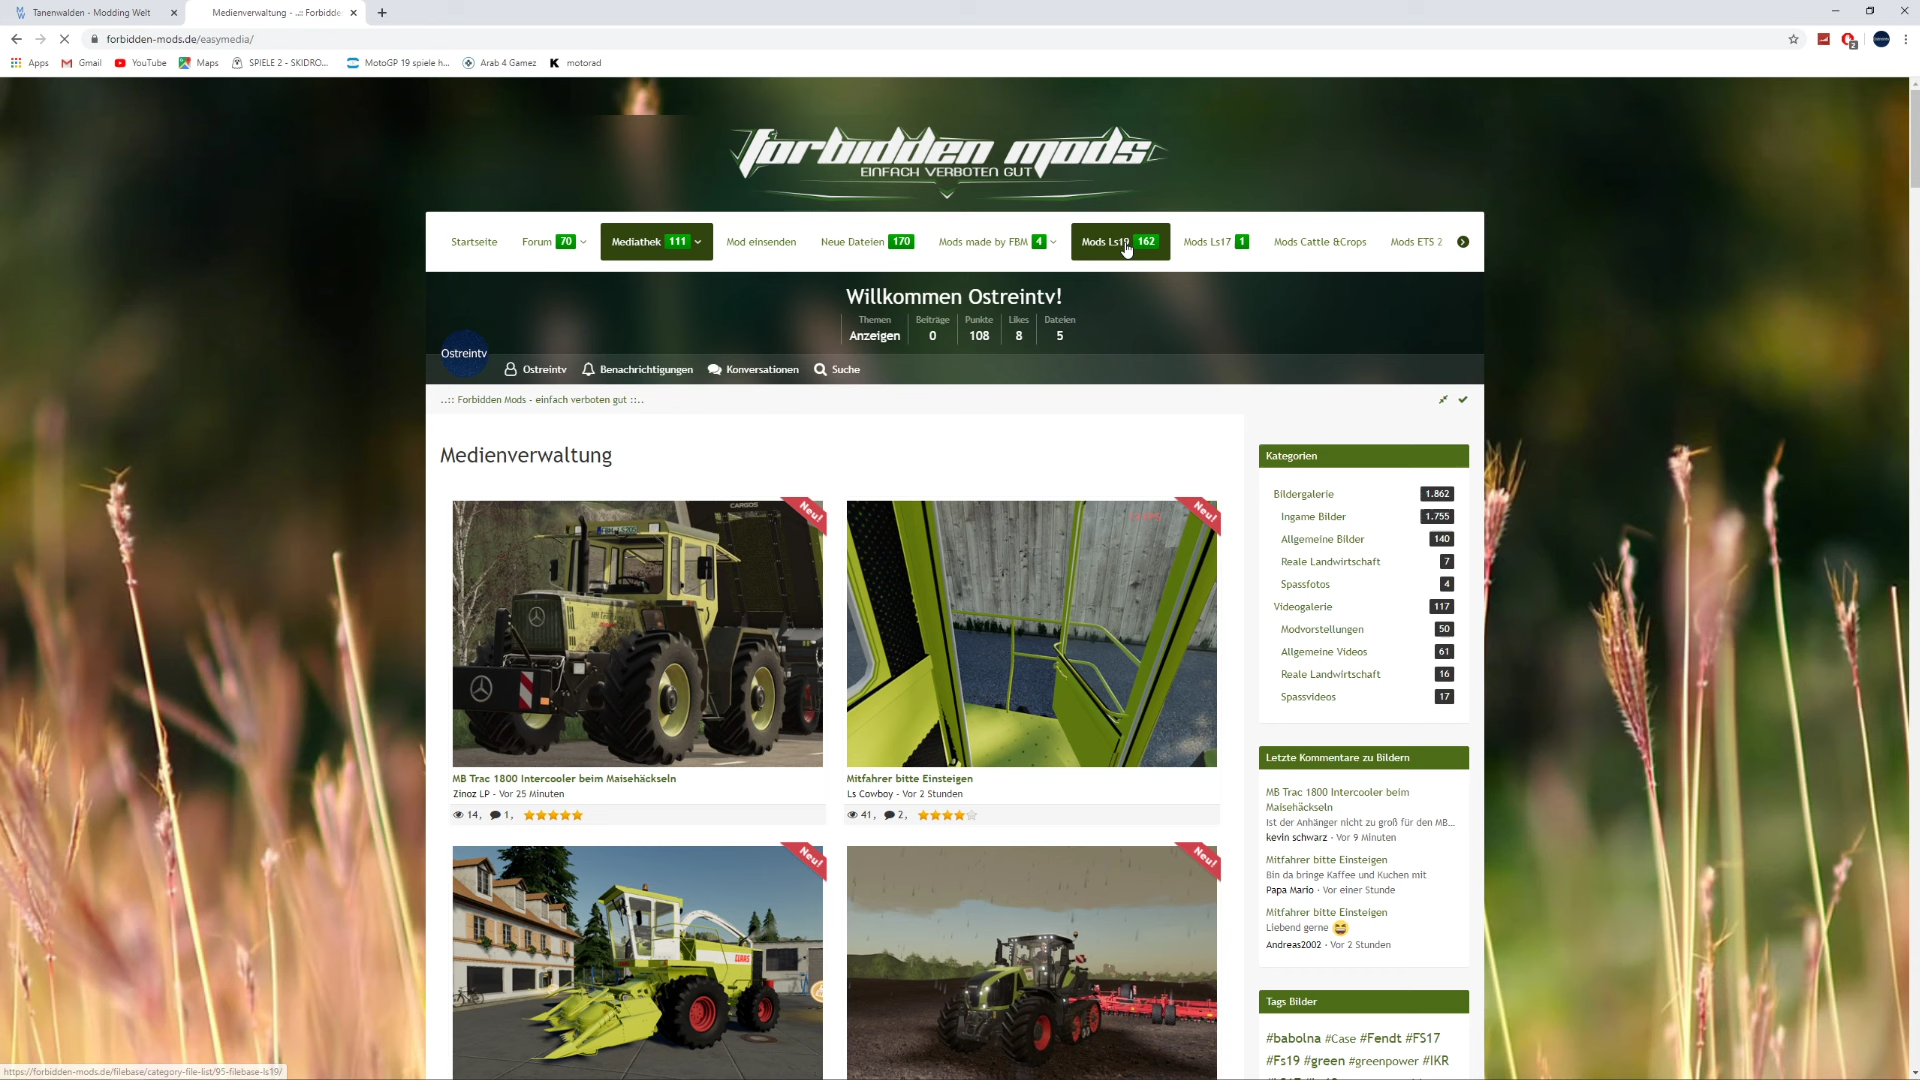 Tanenwalden - Modding Welt
Medienverwaltung - ..:: Forbidde
forbidden-mods.de/easymedia/
2
Apps
Gmail
YouTube
Maps
SPIELE 2 - SKIDRO...
MotoGP 19 spiele h...
Arab 4 Gamez
motorad
forbidden mods
EINFACH VERBOTEN GUT
Startseite
Forum 70
Mediathek 111
Mod einsenden
Neue Dateien 170
Mods made by FBM 4
Mods Ls19 162
Mods Ls17 1
Mods Cattle &Crops
Mods ETS 2
Willkommen Ostreintv!
Themen Beiträge Punkte Likes Dateien
Anzeigen 0 108 8 5
Ostreintv
Ostreintv Benachrichtigungen Konversationen Suche
..:: Forbidden Mods - einfach verboten gut ::..
Medienverwaltung
CARGOS
Neu!
MB Trac 1800 Intercooler beim Maisehäckseln
Zinoz LP - Vor 25 Minuten
14, 1,
Neu!
Mitfahrer bitte Einsteigen
Ls Cowboy - Vor 2 Stunden
41, 2,
Neu!
CLAAS
Neu!
Kategorien
Bildergalerie 1.862
Ingame Bilder 1.755
Allgemeine Bilder 140
Reale Landwirtschaft 7
Spassfotos 4
Videogalerie 117
Modvorstellungen 50
Allgemeine Videos 61
Reale Landwirtschaft 16
Spassvideos 17
Letzte Kommentare zu Bildern
MB Trac 1800 Intercooler beim
Maisehäckseln
Ist der Anhänger nicht zu groß für den MB...
kevin schwarz - Vor 9 Minuten
Mitfahrer bitte Einsteigen
Bin da bringe Kaffee und Kuchen mit
Papa Mario - Vor einer Stunde
Mitfahrer bitte Einsteigen
Liebend gerne
Andreas2002 - Vor 2 Stunden
Tags Bilder
#babolna #Case #Fendt #FS17
#Fs19 #green #greenpower #IKR
https://forbidden-mods.de/filebase/category-file-list/95-filebase-ls19/